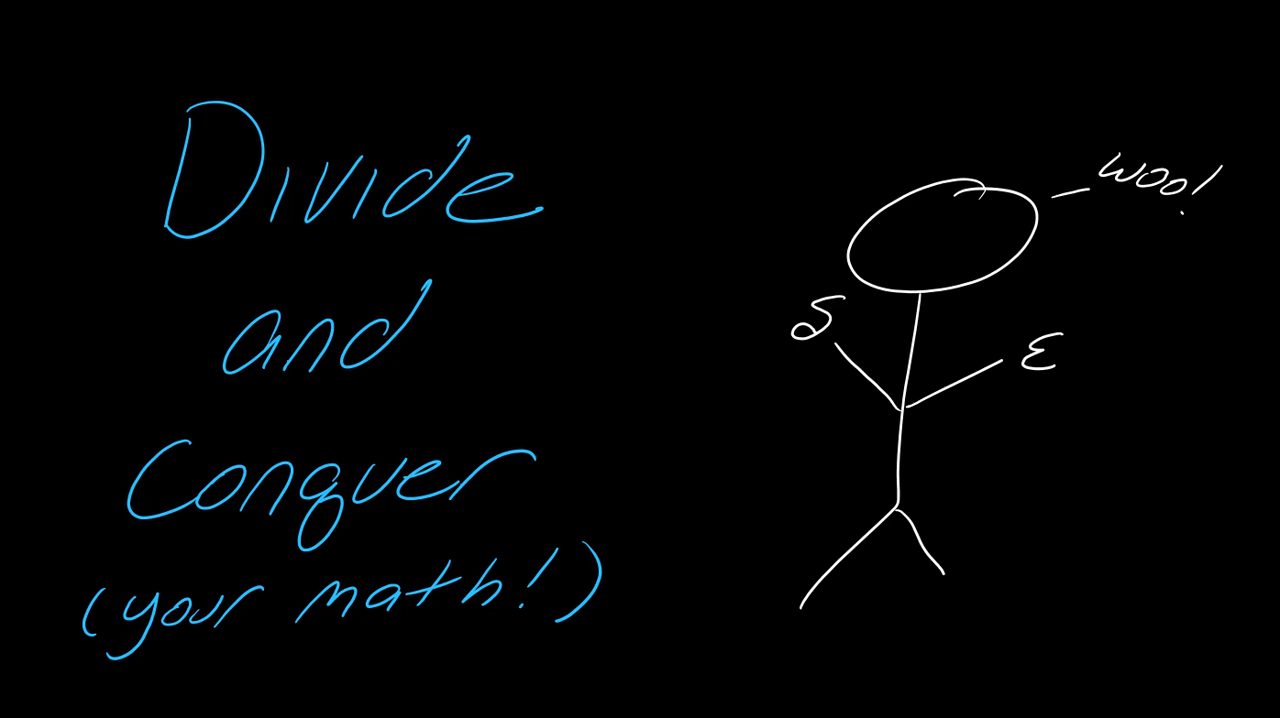 Divide
and
Conquer
(your math!)
woo!
δ
ε